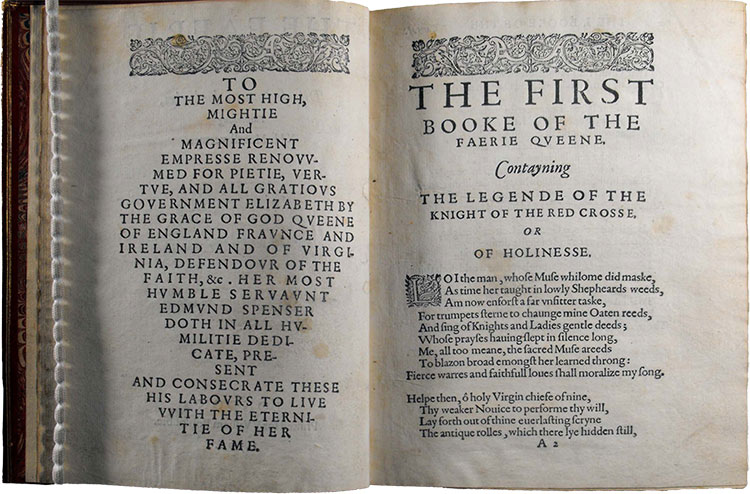 TO
THE MOST HIGH,
MIGHTIE
And
MAGNIFICENT
EMPRESSE RENOVV-
MED FOR PIETIE, VER-
TVE, AND ALL GRATIOVS
GOVERNMENT ELIZABETH BY
THE GRACE OF GOD QVEENE
OF ENGLAND FRAVNCE AND
IRELAND AND OF VIRGI-
NIA, DEFENDOVR OF THE
FAITH, &c. HER MOST
HVMBLE SERVAVNT
EDMVND SPENSER
DOTH IN ALL HV-
MILITIE DEDI-
CATE, PRE-
SENT
AND CONSECRATE THESE
HIS LABOVRS TO LIVE
VVITH THE ETERNI-
TIE OF HER
FAME.
THE FIRST
BOOKE OF THE
FAERIE QVEENE.
Contayning
THE LEGENDE OF THE
KNIGHT OF THE RED CROSSE,
OR
OF HOLINESSE.
LO I the man, whoſe Muſe whilome did maske,
As time her taught in lowly Shepheards weeds,
Am now enforſt a far vnfitter taske,
For trumpets ſterne to chaunge mine Oaten reeds,
And ſing of Knights and Ladies gentle deeds;
Whoſe prayſes hauing ſlept in ſilence long,
Me, all too meane, the ſacred Muſe areeds
To blazon broad emongſt her learned throng:
Fierce warres and faithfull loues ſhall moralize my ſong.
Helpe then, ô holy Virgin chiefe of nine,
Thy weaker Nouice to performe thy will,
Lay forth out of thine euerlaſting ſcryne
The antique rolles, which there lye hidden ſtill,
A 2